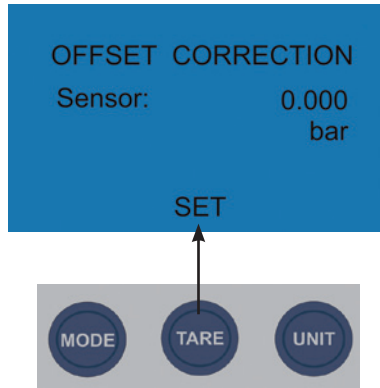 OFFSET CORRECTION
Sensor: 0.000
bar
SET
MODE TARE UNIT